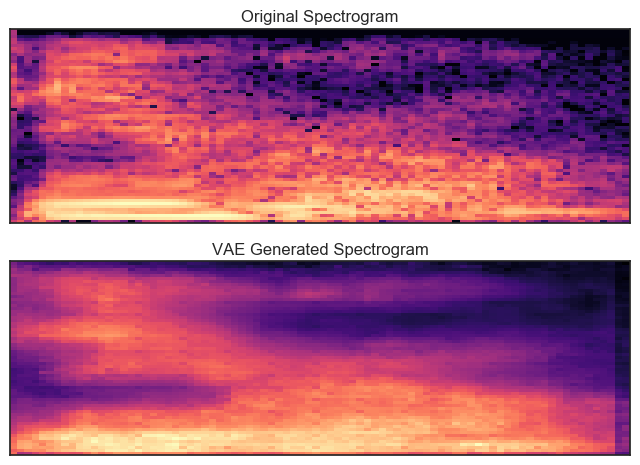 Original Spectrogram
VAE Generated Spectrogram